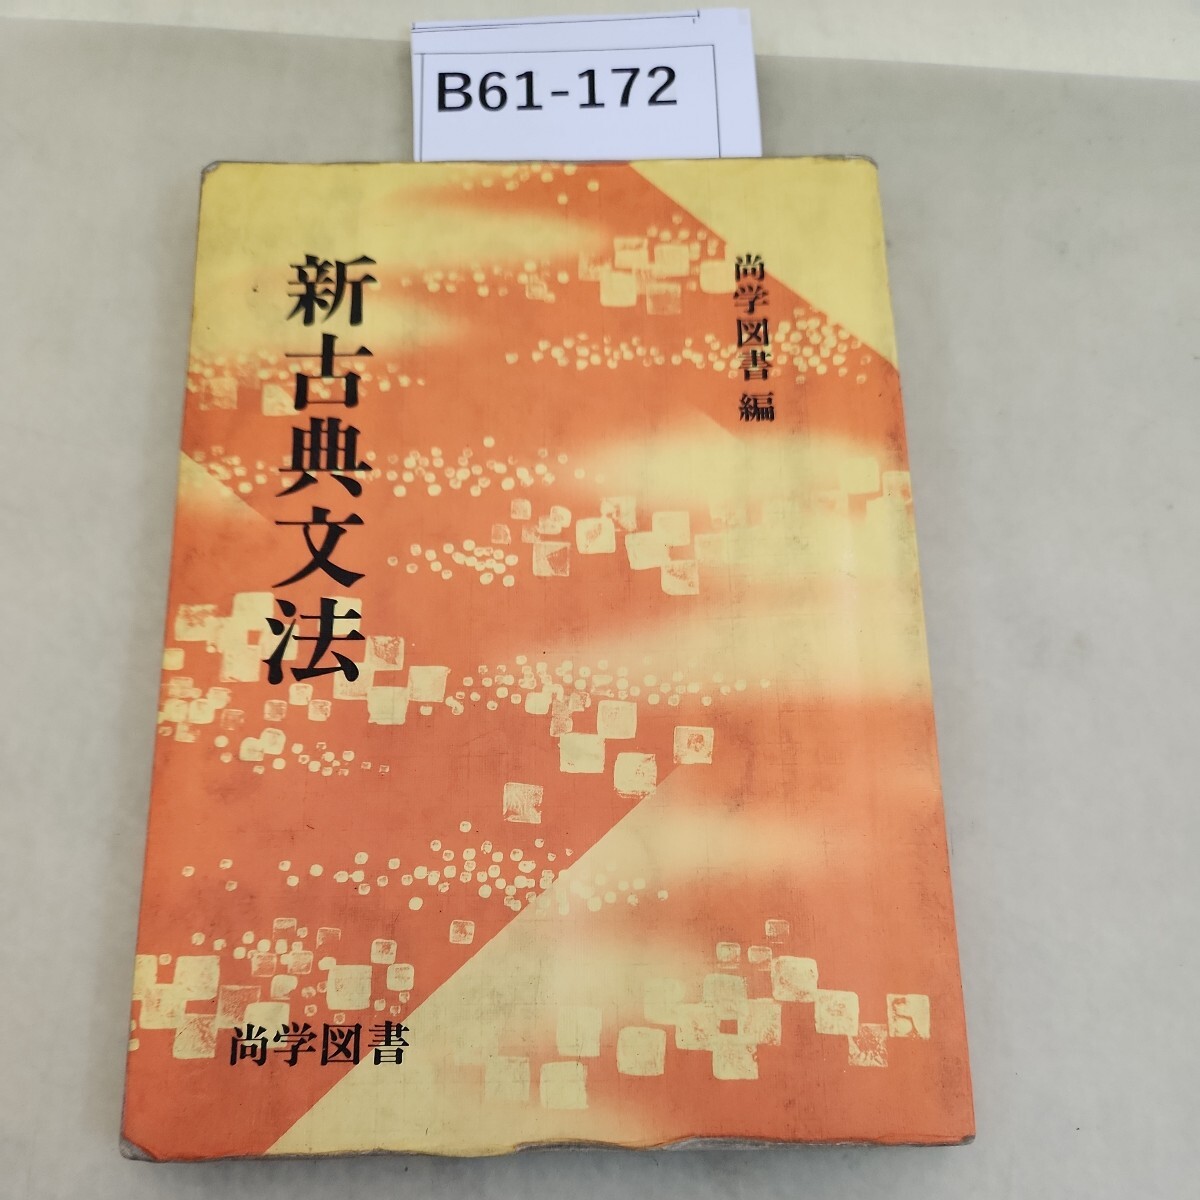 B61-172
尚学図書 編
新古典文法
尚学図書